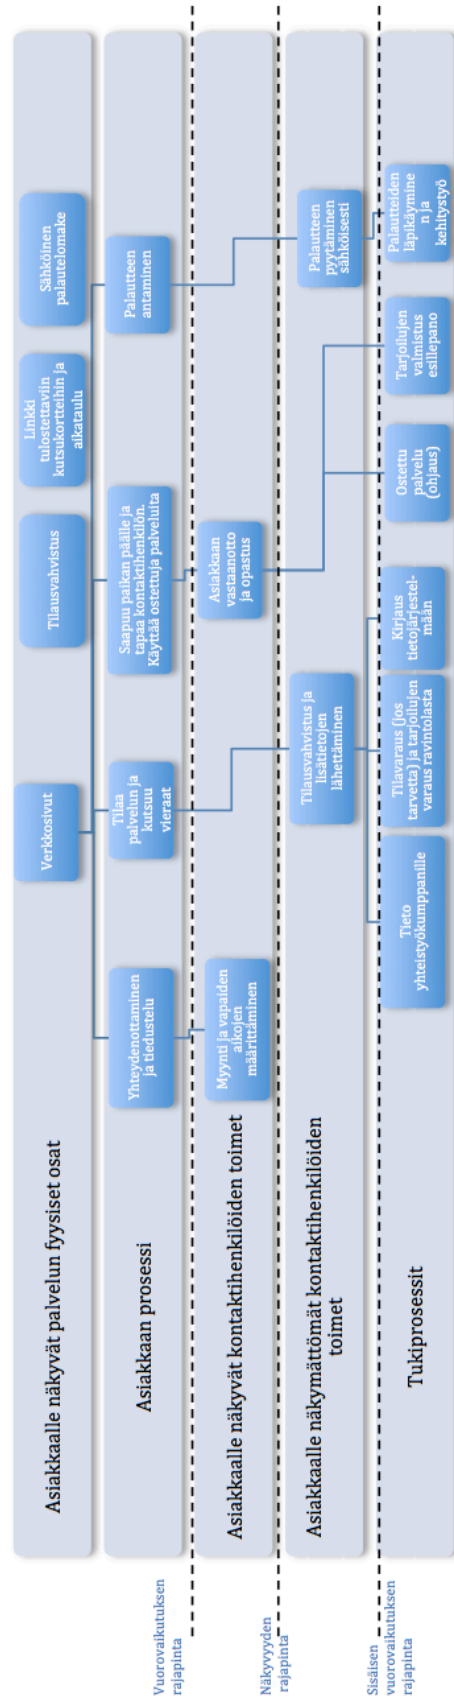 Asiakkaalle näkyvät palvelun fyysiset osat
Verkkosivut
Tilausvahvistus
Linkki
tulostettaviin
kutsukortteihin ja
aikataulu
Sähköinen
palautelomake
Asiakkaan prosessi
Yhteydenottaminen
ja tiedustelu
Tilaa
palvelun ja
kutsuu
vieraat
Saapuu paikan päälle ja
tapaa kontaktihenkilön.
Käyttää ostettuja palveluita
Palautteen
antaminen
Vuorovaikutuksen
rajapinta
Asiakkaalle näkyvät kontaktihenkilöiden toimet
Myynti ja vapaiden
aikojen
määrittäminen
Asiakkaan
vastaanotto
ja opastus
Näkyvyyden
rajapinta
Asiakkaalle näkymättömät kontaktihenkilöiden
toimet
Tilausvahvistus ja
lisätietojen
lähettäminen
Palautteen
pyytäminen
sähköisesti
Sisäisen
vuorovaikutuksen
rajapinta
Tukiprosessit
Tieto
yhteistyökumppanille
Tilavaraus (jos
tarvetta) ja tarjoilujen
varaus ravintolasta
Kirjaus
tietojärjestel-
mään
Ostettu
palvelu
(ohjaus)
Tarjoilujen
valmistus
esillepano
Palautteiden
läpikäymine
n ja
kehitystyö